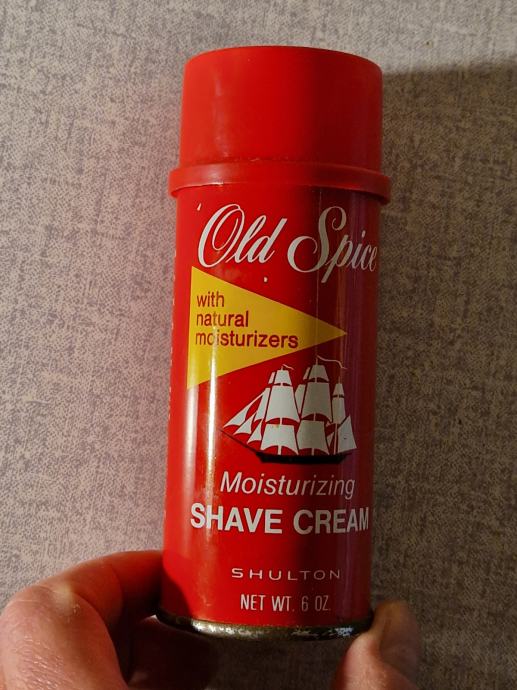 Old Spice
with
natural
moisturizers
Moisturizing
SHAVE CREAM
SHULTON
NET WT. 6 OZ.